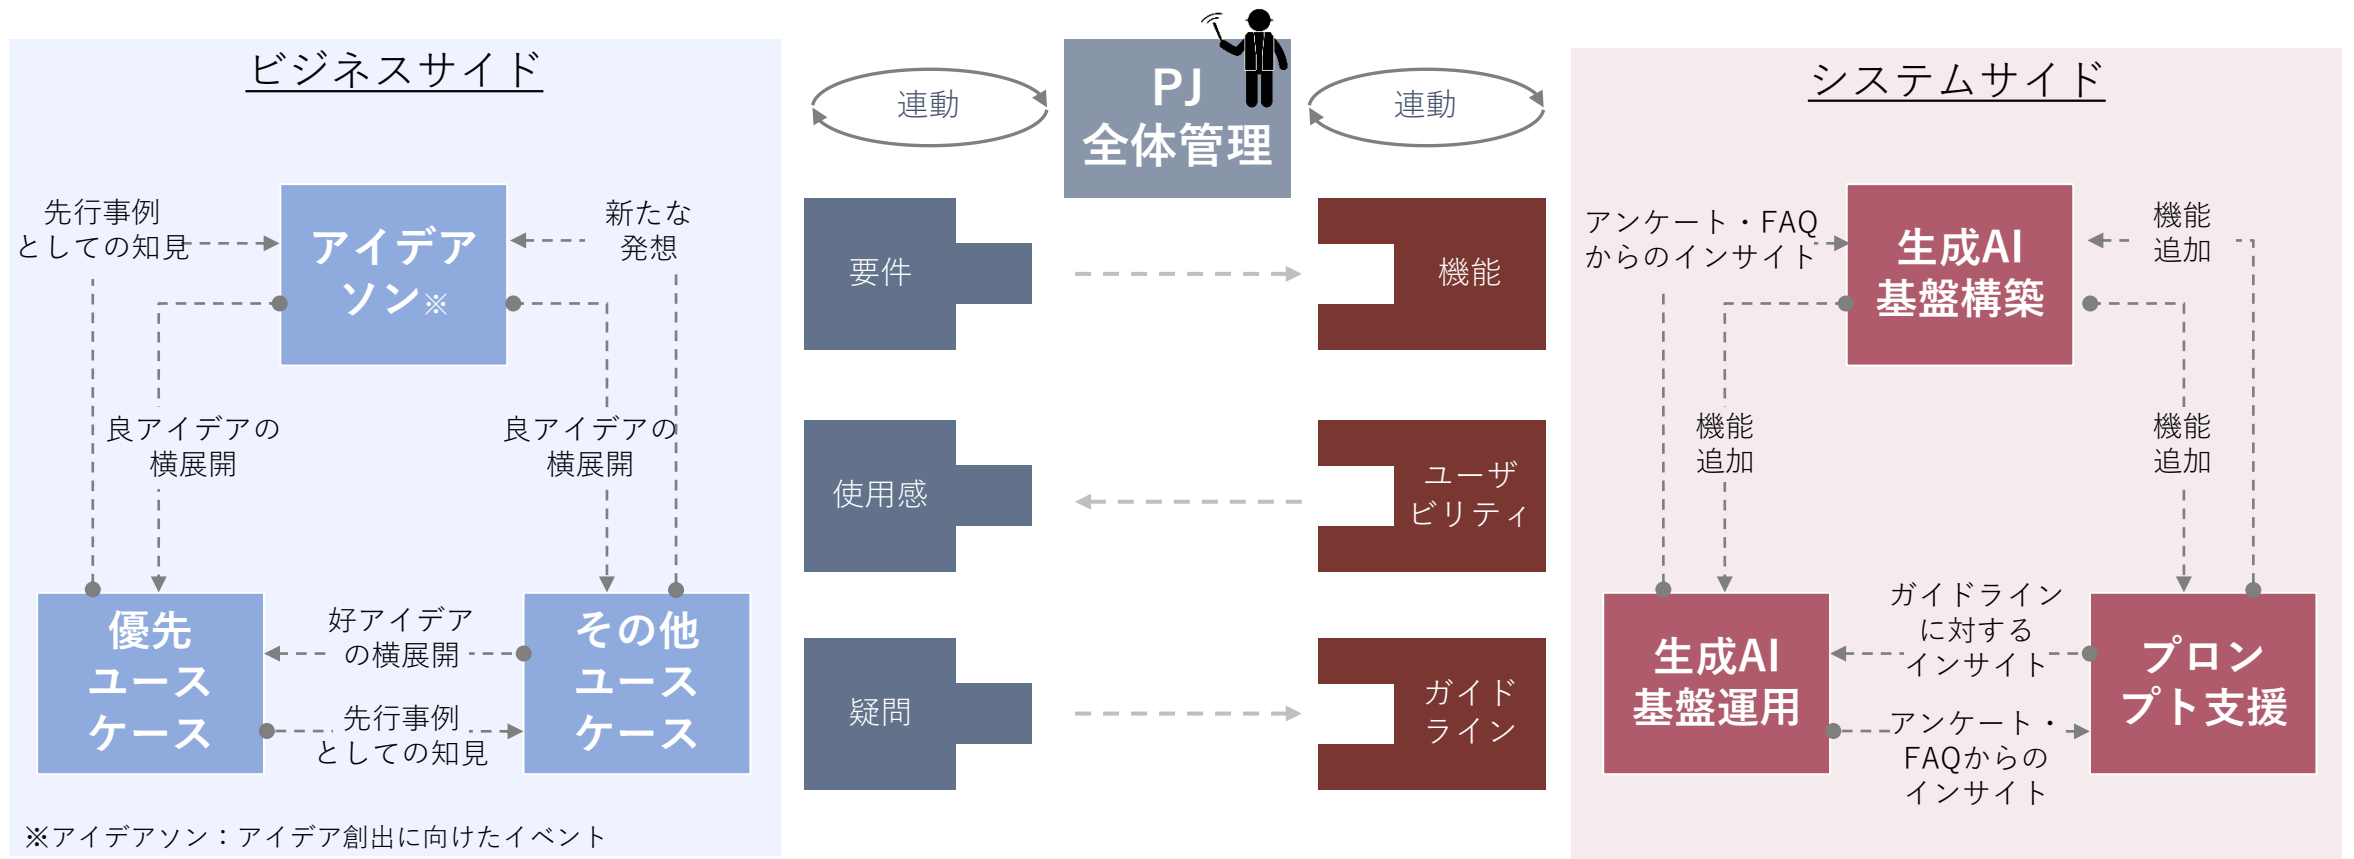 ビジネスサイド
先行事例
としての知見
アイデア
ソン※
新たな
発想
良アイデアの
横展開
良アイデアの
横展開
優先
ユース
ケース
好アイデア
の横展開
先行事例
としての知見
その他
ユース
ケース
※アイデアソン：アイデア創出に向けたイベント
連動
PJ
全体管理
連動
要件
機能
使用感
ユーザ
ビリティ
疑問
ガイド
ライン
システムサイド
アンケート・FAQ
からのインサイト
生成AI
基盤構築
機能
追加
機能
追加
機能
追加
生成AI
基盤運用
ガイドライン
に対する
インサイト
アンケート・
FAQからの
インサイト
プロン
プト支援